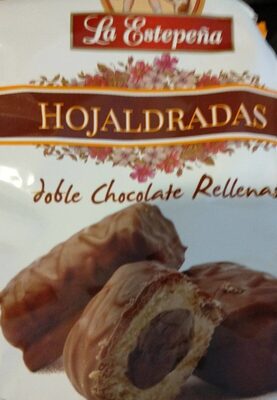 La Estepeña
HOJALDRADAS
doble Chocolate Rellenas